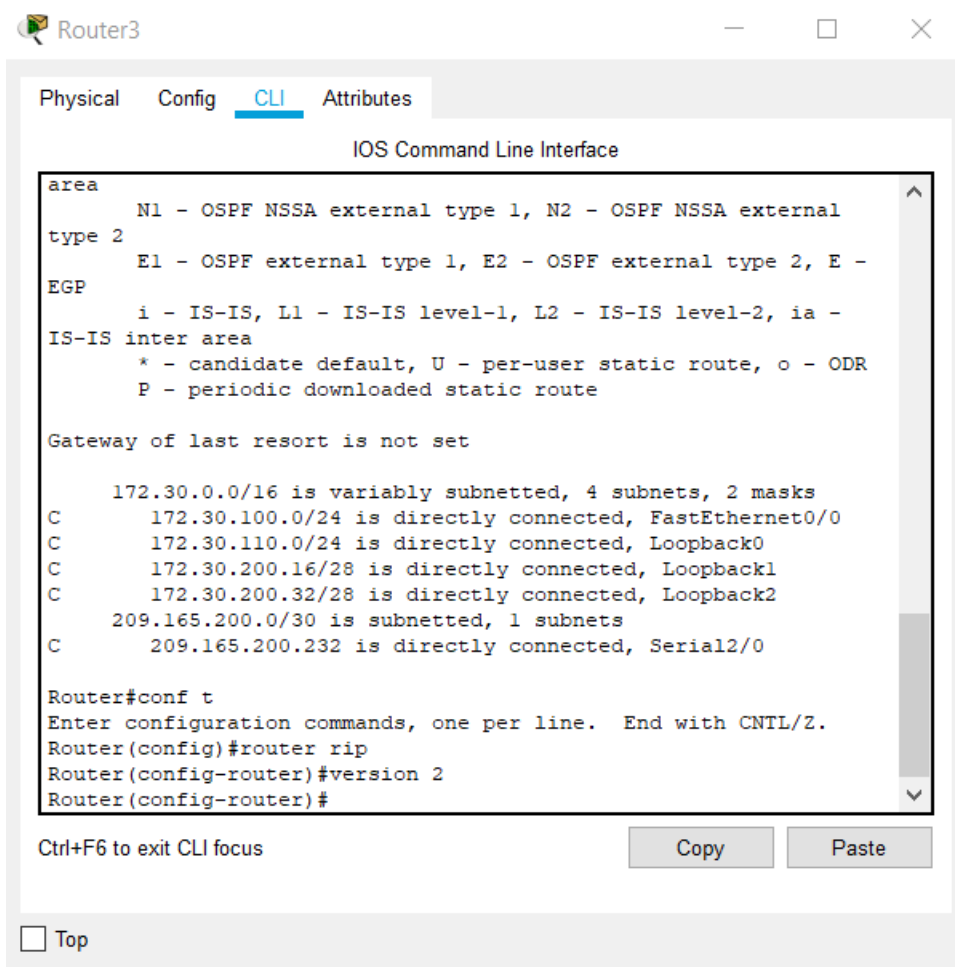 Router3
Physical Config CLI Attributes
IOS Command Line Interface
area
N1 - OSPF NSSA external type 1, N2 - OSPF NSSA external
type 2
E1 - OSPF external type 1, E2 - OSPF external type 2, E -
EGP
i - IS-IS, L1 - IS-IS level-1, L2 - IS-IS level-2, ia -
IS-IS inter area
* - candidate default, U - per-user static route, o - ODR
P - periodic downloaded static route
Gateway of last resort is not set
172.30.0.0/16 is variably subnetted, 4 subnets, 2 masks
C 172.30.100.0/24 is directly connected, FastEthernet0/0
C 172.30.110.0/24 is directly connected, Loopback0
C 172.30.200.16/28 is directly connected, Loopback1
C 172.30.200.32/28 is directly connected, Loopback2
209.165.200.0/30 is subnetted, 1 subnets
C 209.165.200.232 is directly connected, Serial2/0
Router#conf t
Enter configuration commands, one per line. End with CNTL/Z.
Router(config)#router rip
Router(config-router)#version 2
Router(config-router)#
Ctrl+F6 to exit CLI focus
Copy Paste
Top